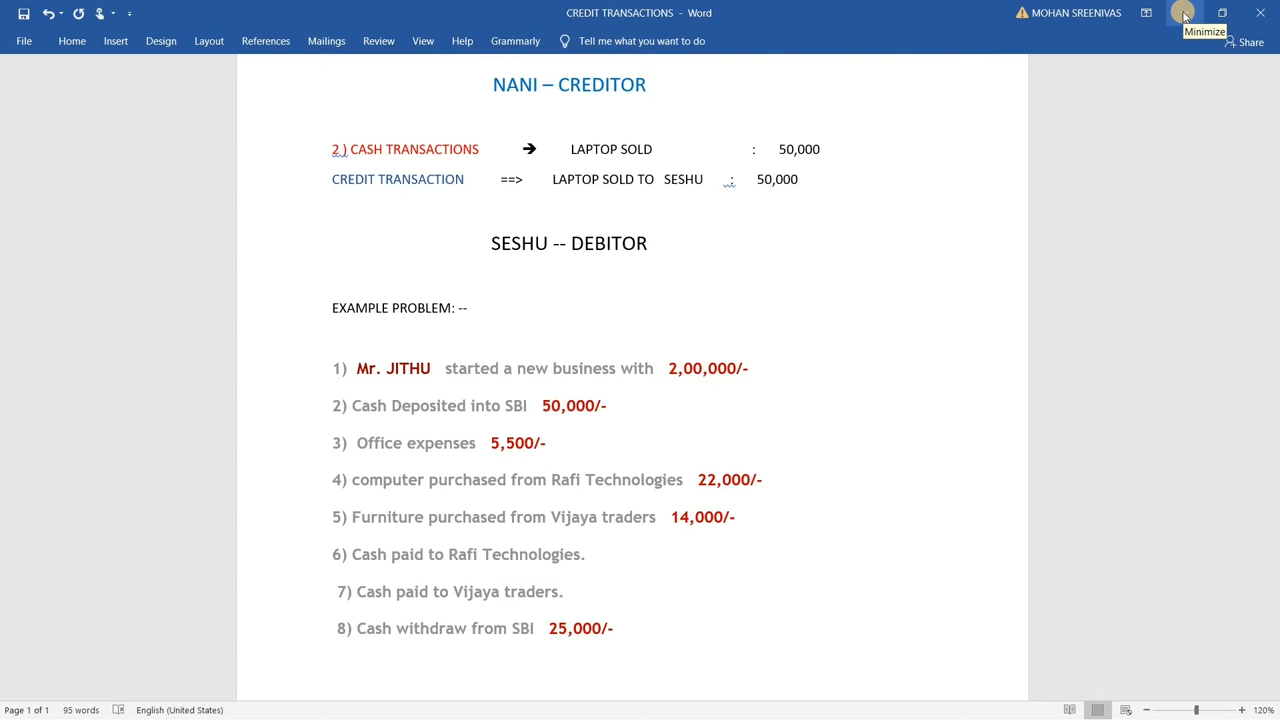 CREDIT TRANSACTIONS - Word
MOHAN SREENIVAS
Minimize
File Home Insert Design Layout References Mailings Review View Help Grammarly Tell me what you want to do Share
NANI – CREDITOR
2 ) CASH TRANSACTIONS ➔ LAPTOP SOLD : 50,000
CREDIT TRANSACTION ==> LAPTOP SOLD TO SESHU : 50,000
SESHU -- DEBITOR
EXAMPLE PROBLEM: --
1) Mr. JITHU started a new business with 2,00,000/-
2) Cash Deposited into SBI 50,000/-
3) Office expenses 5,500/-
4) computer purchased from Rafi Technologies 22,000/-
5) Furniture purchased from Vijaya traders 14,000/-
6) Cash paid to Rafi Technologies.
7) Cash paid to Vijaya traders.
8) Cash withdraw from SBI 25,000/-
Page 1 of 1 95 words English (United States) 120%